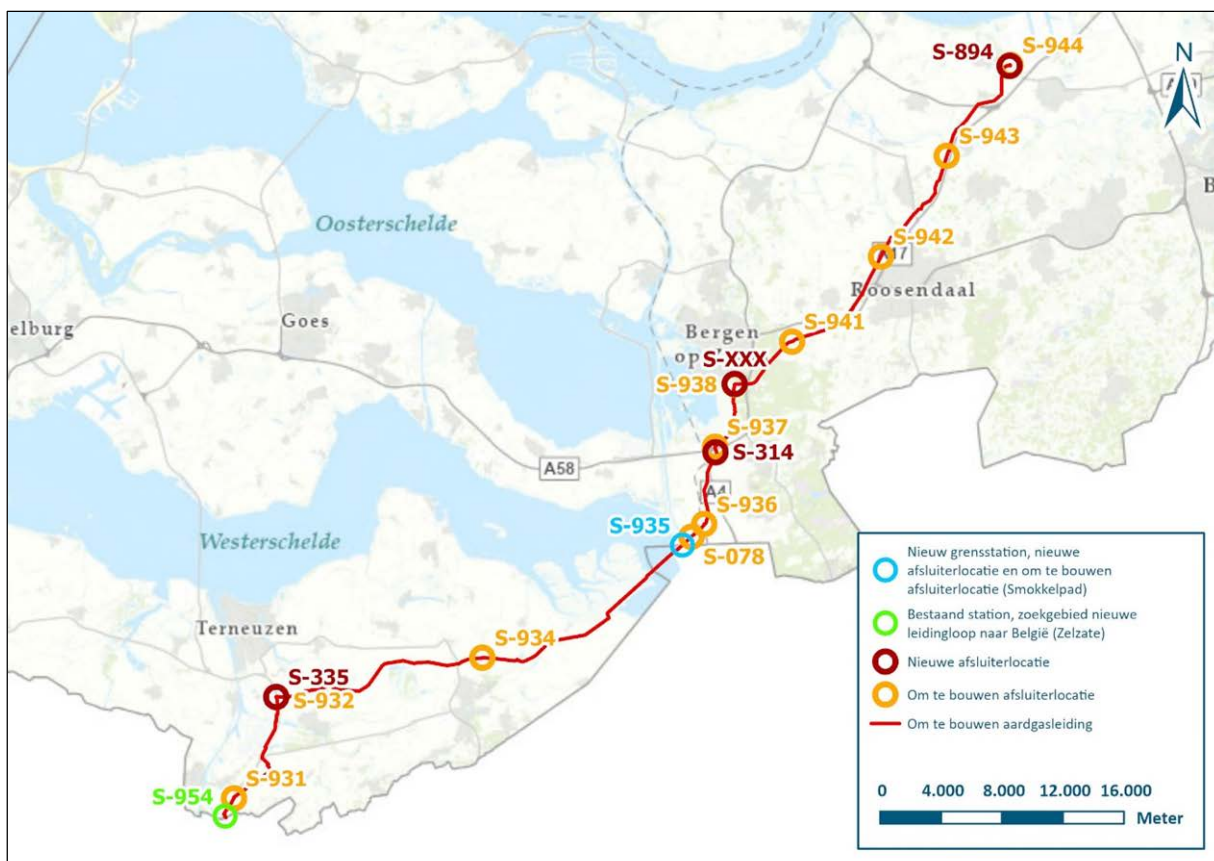 S-944
S-894
N
S-943
Oosterschelde
S-942
Roosendaal
elburg
Goes
S-941
Bergen
S-XXX
S-938
S-937
S-314
A58
A4
S-936
S-935
S-078
Westerschelde
Terneuzen
S-934
S-335
S-932
S-931
S-954
Nieuw grensstation, nieuwe
afsluiterlocatie en om te bouwen
afsluiterlocatie (Smokkelpad)
Bestaand station, zoekgebied nieuwe
leidingloop naar België (Zelzate)
Nieuwe afsluiterlocatie
Om te bouwen afsluiterlocatie
Om te bouwen aardgasleiding
0 4.000 8.000 12.000 16.000
Meter